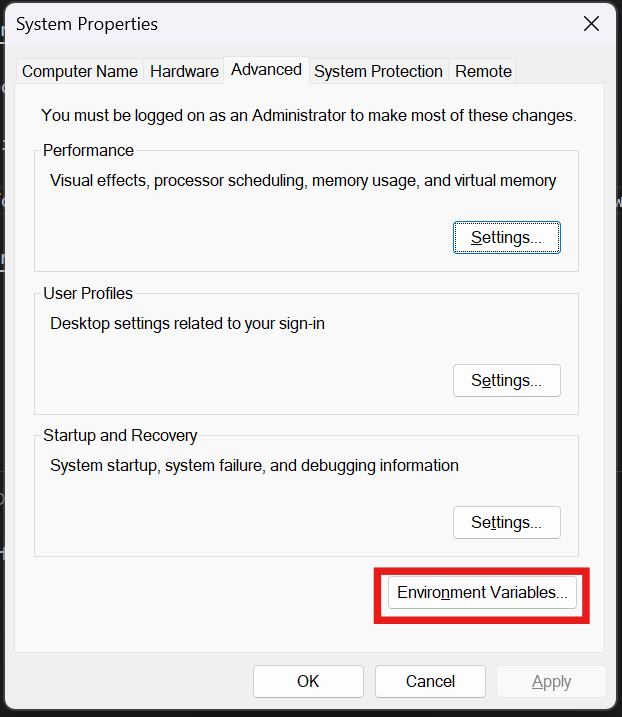 System Properties
Computer Name Hardware Advanced System Protection Remote
You must be logged on as an Administrator to make most of these changes.
Performance
Visual effects, processor scheduling, memory usage, and virtual memory
Settings...
User Profiles
Desktop settings related to your sign-in
Settings...
Startup and Recovery
System startup, system failure, and debugging information
Settings...
Environment Variables...
OK Cancel Apply